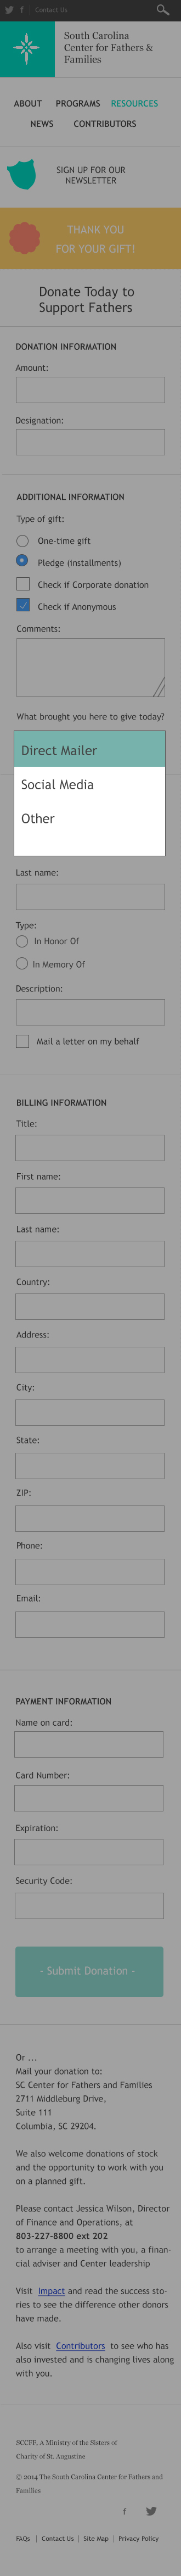 Contact Us
South Carolina
Center for Fathers &
Families
ABOUT PROGRAMS RESOURCES
NEWS CONTRIBUTORS
SIGN UP FOR OUR
NEWSLETTER
THANK YOU
FOR YOUR GIFT!
Donate Today to
Support Fathers
DONATION INFORMATION
Amount:
Designation:
ADDITIONAL INFORMATION
Type of gift:
One-time gift
Pledge (installments)
Check if Corporate donation
Check if Anonymous
Comments:
What brought you here to give today?
Direct Mailer
Social Media
Other
Last name:
Type:
In Honor Of
In Memory Of
Description:
Mail a letter on my behalf
BILLING INFORMATION
Title:
First name:
Last name:
Country:
Address:
City:
State:
ZIP:
Phone:
Email:
PAYMENT INFORMATION
Name on card:
Card Number:
Expiration:
Security Code:
- Submit Donation -
Or ...
Mail your donation to:
SC Center for Fathers and Families
2711 Middleburg Drive,
Suite 111
Columbia, SC 29204.
We also welcome donations of stock
and the opportunity to work with you
on a planned gift.
Please contact Jessica Wilson, Director
of Finance and Operations, at
803-227-8800 ext 202
to arrange a meeting with you, a finan-
cial adviser and Center leadership
Visit Impact and read the success sto-
ries to see the difference other donors
have made.
Also visit Contributors to see who has
also invested and is changing lives along
with you.
SCCFF, A Ministry of the Sisters of
Charity of St. Augustine
© 2014 The South Carolina Center for Fathers and
Families
FAQs | Contact Us | Site Map | Privacy Policy